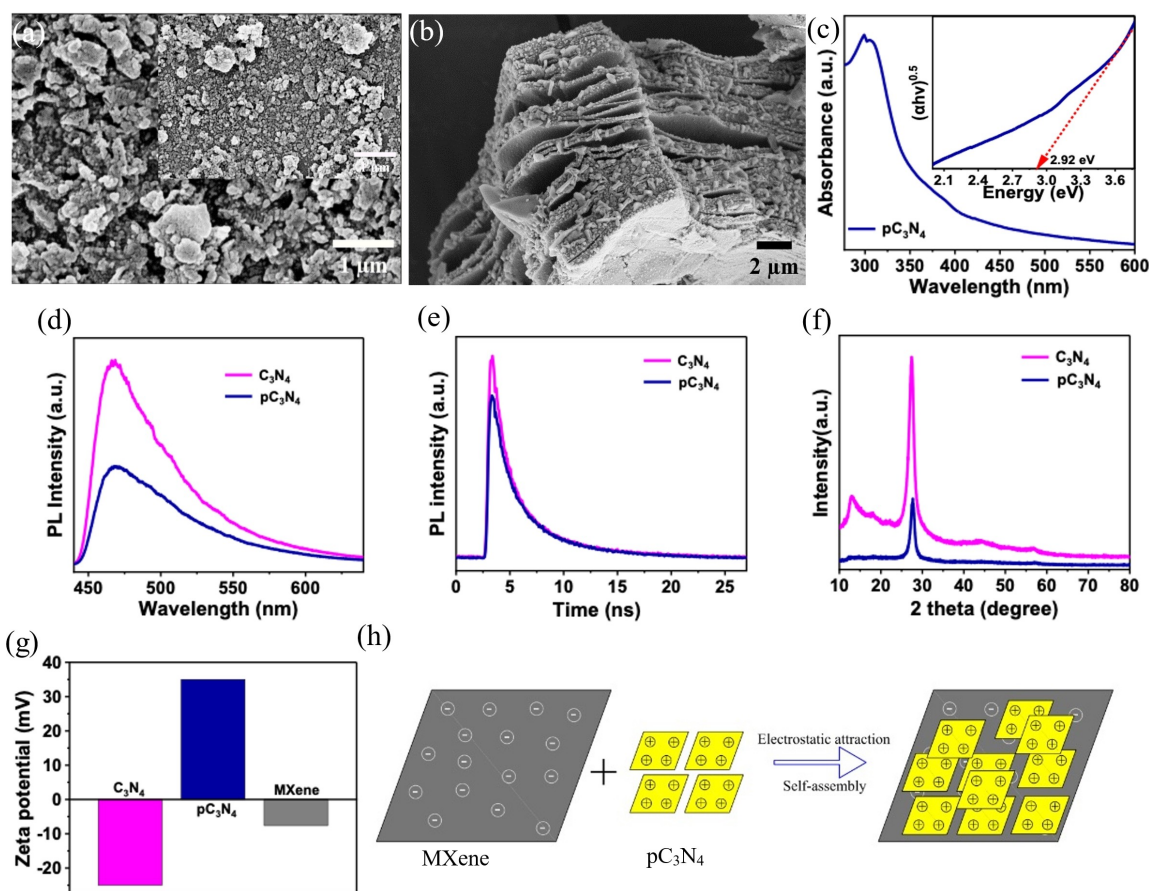 (a)
1 µm
(b)
2 µm
(c)
Absorbance (a.u.)
(αhv)^0.5
2.92 eV
2.1 2.4 2.7 3.0 3.3 3.6
Energy (eV)
pC₃N₄
300 350 400 450 500 550 600
Wavelength (nm)
(d)
PL Intensity (a.u.)
C₃N₄
pC₃N₄
450 500 550 600
Wavelength (nm)
(e)
PL intensity (a.u.)
C₃N₄
pC₃N₄
0 5 10 15 20 25
Time (ns)
(f)
Intensity(a.u.)
C₃N₄
pC₃N₄
10 20 30 40 50 60 70 80
2 theta (degree)
(g)
Zeta potential (mV)
40
30
20
10
0
-10
-20
C₃N₄
pC₃N₄
MXene
(h)
MXene
+
pC₃N₄
Electrostatic attraction
Self-assembly